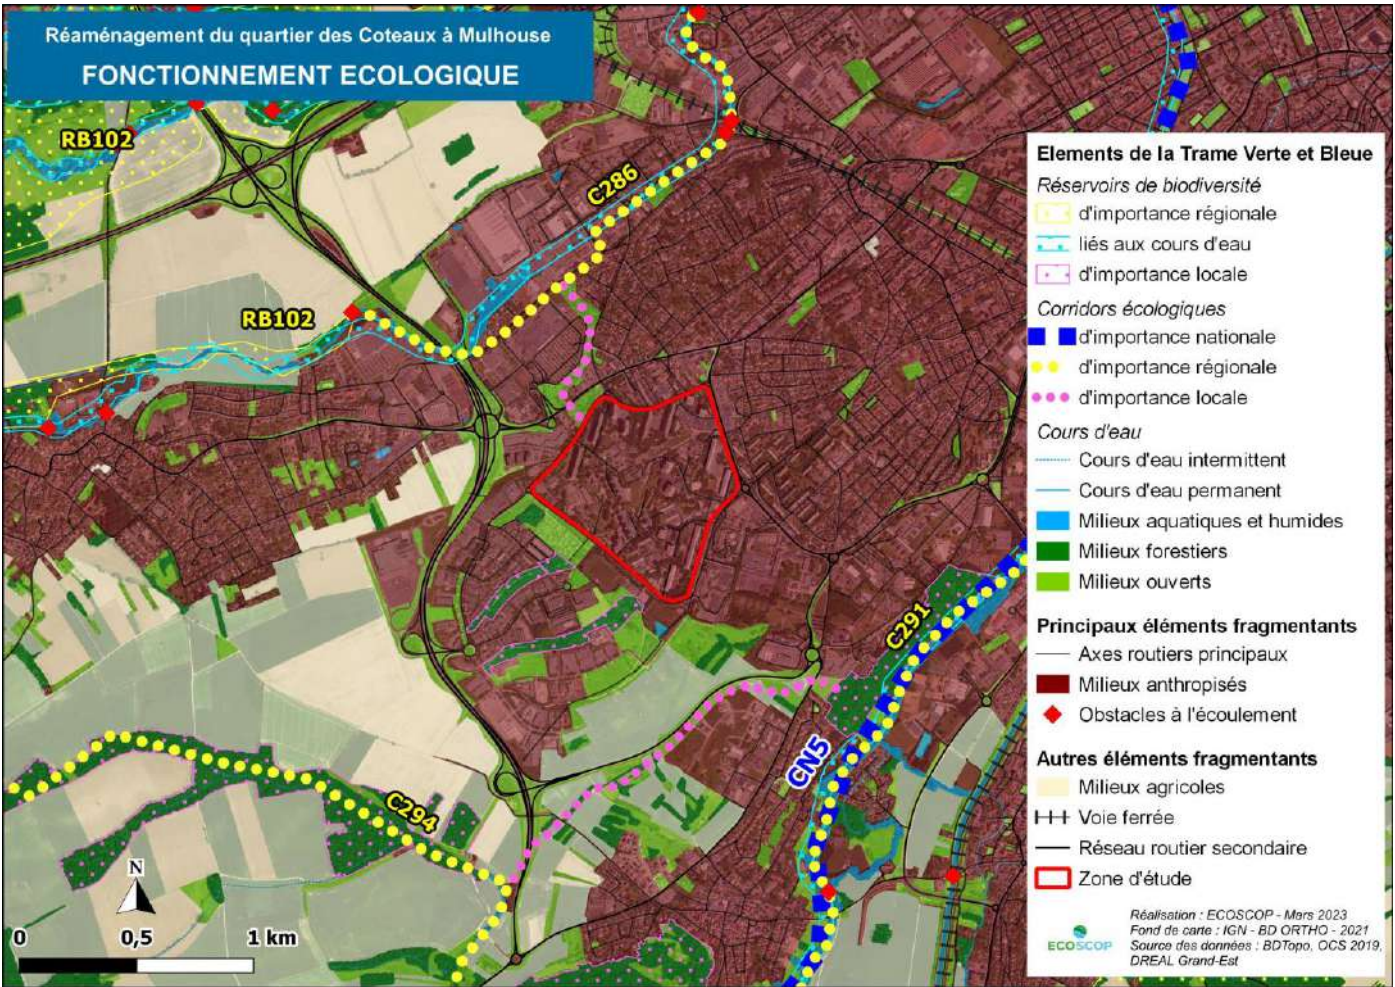 Réaménagement du quartier des Coteaux à Mulhouse
FONCTIONNEMENT ECOLOGIQUE
RB102
C286
RB102
C291
CN5
C294
N
0 0,5 1 km
Elements de la Trame Verte et Bleue
Réservoirs de biodiversité
d'importance régionale
liés aux cours d'eau
d'importance locale
Corridors écologiques
d'importance nationale
d'importance régionale
d'importance locale
Cours d'eau
Cours d'eau intermittent
Cours d'eau permanent
Milieux aquatiques et humides
Milieux forestiers
Milieux ouverts
Principaux éléments fragmentants
Axes routiers principaux
Milieux anthropisés
Obstacles à l'écoulement
Autres éléments fragmentants
Milieux agricoles
Voie ferrée
Réseau routier secondaire
Zone d'étude
ECOSCOP
Réalisation : ECOSCOP - Mars 2023
Fond de carte : IGN - BD ORTHO - 2021
Source des données : BDTopo, OCS 2019,
DREAL Grand-Est